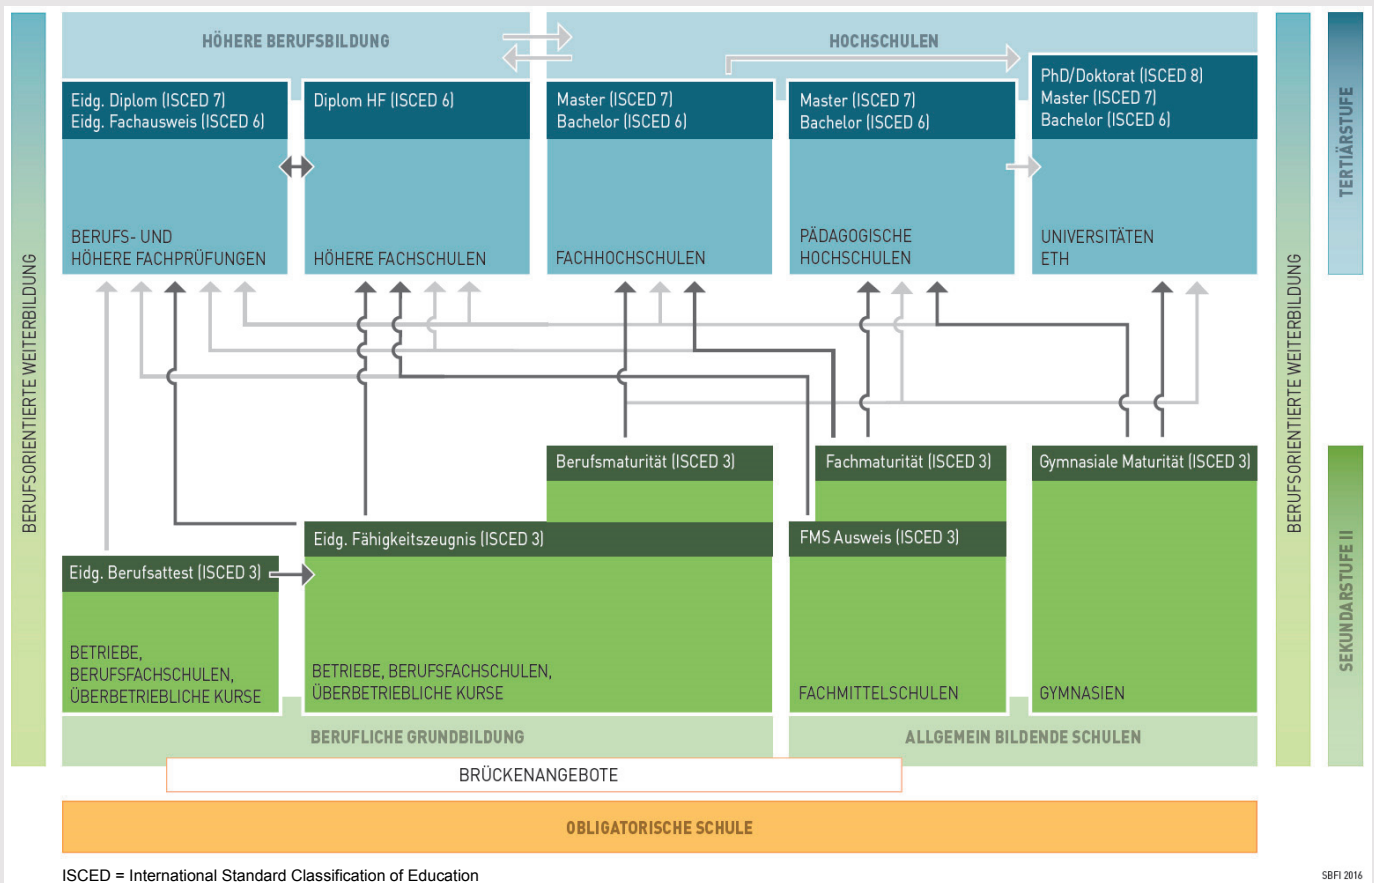 HÖHERE BERUFSBILDUNG
HOCHSCHULEN
Eidg. Diplom (ISCED 7)
Eidg. Fachausweis (ISCED 6)
BERUFS- UND
HÖHERE FACHPRÜFUNGEN
Diplom HF (ISCED 6)
HÖHERE FACHSCHULEN
Master (ISCED 7)
Bachelor (ISCED 6)
FACHHOCHSCHULEN
Master (ISCED 7)
Bachelor (ISCED 6)
PÄDAGOGISCHE
HOCHSCHULEN
PhD/Doktorat (ISCED 8)
Master (ISCED 7)
Bachelor (ISCED 6)
UNIVERSITÄTEN
ETH
TERTIÄRSTUFE
BERUFSORIENTIERTE WEITERBILDUNG
BERUFSORIENTIERTE WEITERBILDUNG
Berufsmaturität (ISCED 3)
Fachmaturität (ISCED 3)
Gymnasiale Maturität (ISCED 3)
Eidg. Fähigkeitszeugnis (ISCED 3)
FMS Ausweis (ISCED 3)
Eidg. Berufsattest (ISCED 3)
BETRIEBE,
BERUFSFACHSCHULEN,
ÜBERBETRIEBLICHE KURSE
BETRIEBE, BERUFSFACHSCHULEN,
ÜBERBETRIEBLICHE KURSE
FACHMITTELSCHULEN
GYMNASIEN
SEKUNDARSTUFE II
BERUFLICHE GRUNDBILDUNG
ALLGEMEIN BILDENDE SCHULEN
BRÜCKENANGEBOTE
OBLIGATORISCHE SCHULE
ISCED = International Standard Classification of Education
SBFI 2016